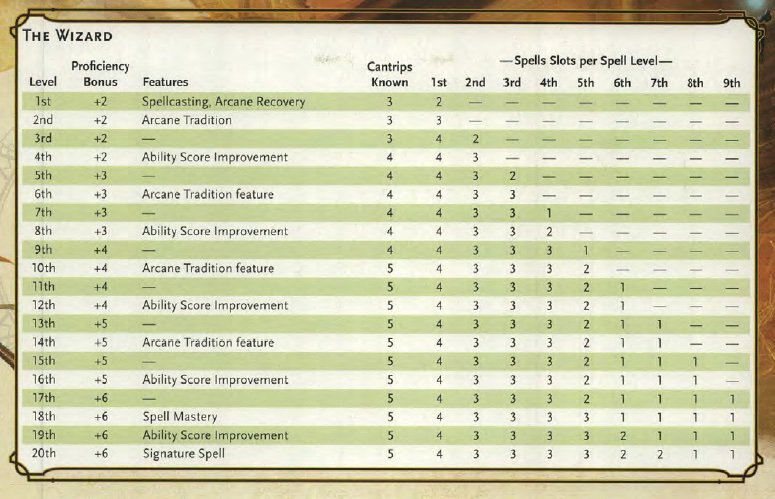 THE WIZARD
Proficiency Cantrips —Spells Slots per Spell Level—
Level Bonus Features Known 1st 2nd 3rd 4th 5th 6th 7th 8th 9th
1st +2 Spellcasting, Arcane Recovery 3 2 — — — — — — — —
2nd +2 Arcane Tradition 3 3 — — — — — — — —
3rd +2 — 3 4 2 — — — — — — —
4th +2 Ability Score Improvement 4 4 3 — — — — — — —
5th +3 — 4 4 3 2 — — — — — —
6th +3 Arcane Tradition feature 4 4 3 3 — — — — — —
7th +3 — 4 4 3 3 1 — — — — —
8th +3 Ability Score Improvement 4 4 3 3 2 — — — — —
9th +4 — 4 4 3 3 3 1 — — — —
10th +4 Arcane Tradition feature 5 4 3 3 3 2 — — — —
11th +4 — 5 4 3 3 3 2 1 — — —
12th +4 Ability Score Improvement 5 4 3 3 3 2 1 — — —
13th +5 — 5 4 3 3 3 2 1 1 — —
14th +5 Arcane Tradition feature 5 4 3 3 3 2 1 1 — —
15th +5 — 5 4 3 3 3 2 1 1 1 —
16th +5 Ability Score Improvement 5 4 3 3 3 2 1 1 1 —
17th +6 — 5 4 3 3 3 2 1 1 1 1
18th +6 Spell Mastery 5 4 3 3 3 3 1 1 1 1
19th +6 Ability Score Improvement 5 4 3 3 3 3 2 1 1 1
20th +6 Signature Spell 5 4 3 3 3 3 2 2 1 1